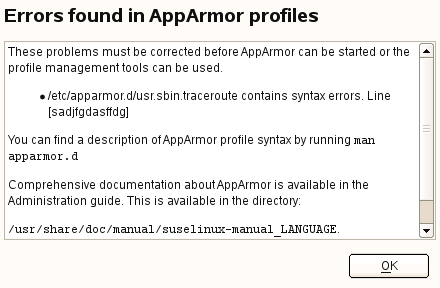 Errors found in AppArmor profiles
These problems must be corrected before AppArmor can be started or the
profile management tools can be used.
• /etc/apparmor.d/usr.sbin.traceroute contains syntax errors. Line
[sadjfgdasffdg]
You can find a description of AppArmor profile syntax by running man
apparmor.d
Comprehensive documentation about AppArmor is available in the
Administration guide. This is available in the directory:
/usr/share/doc/manual/suselinux-manual_LANGUAGE.
OK